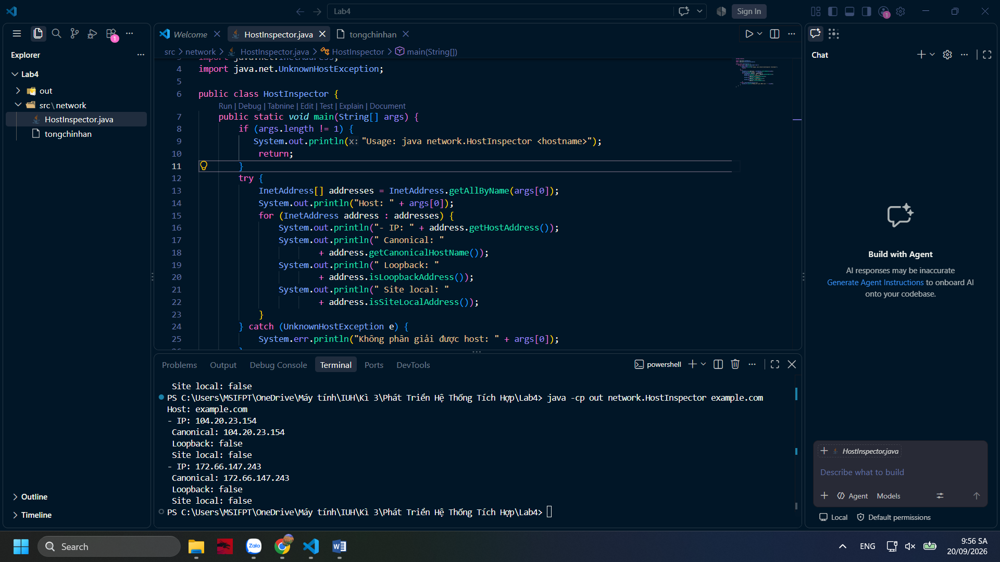 Lab4
Sign In
1
1
Welcome
HostInspector.java
tongchinhan
Explorer
src > network > HostInspector.java > HostInspector > main(String[])
Lab4
out
src\network
HostInspector.java
tongchinhan
Outline
Timeline
3 import java.net.InetAddress;
4 import java.net.UnknownHostException;
5
6 public class HostInspector {
Run | Debug | Tabnine | Edit | Test | Explain | Document
7 public static void main(String[] args) {
8 if (args.length != 1) {
9 System.out.println(x: "Usage: java network.HostInspector <hostname>");
10 return;
11 }
12 try {
13 InetAddress[] addresses = InetAddress.getAllByName(args[0]);
14 System.out.println("Host: " + args[0]);
15 for (InetAddress address : addresses) {
16 System.out.println("- IP: " + address.getHostAddress());
17 System.out.println(" Canonical: "
18 + address.getCanonicalHostName());
19 System.out.println(" Loopback: "
20 + address.isLoopbackAddress());
21 System.out.println(" Site local: "
22 + address.isSiteLocalAddress());
23 }
24 } catch (UnknownHostException e) {
25 System.err.println("Không phân giải được host: " + args[0]);
26 }
Problems
Output
Debug Console
Terminal
Ports
DevTools
powershell
Site local: false
PS C:\Users\MSIFPT\OneDrive\Máy tính\IUH\Kì 3\Phát Triển Hệ Thống Tích Hợp\Lab4> java -cp out network.HostInspector example.com
Host: example.com
- IP: 104.20.23.154
Canonical: 104.20.23.154
Loopback: false
Site local: false
- IP: 172.66.147.243
Canonical: 172.66.147.243
Loopback: false
Site local: false
PS C:\Users\MSIFPT\OneDrive\Máy tính\IUH\Kì 3\Phát Triển Hệ Thống Tích Hợp\Lab4>
Chat
Build with Agent
AI responses may be inaccurate
Generate Agent Instructions to onboard AI
onto your codebase.
HostInspector.java
Describe what to build
Agent
Models
Local
Default permissions
Search
Zalo
ENG
9:56 SA
20/09/2026